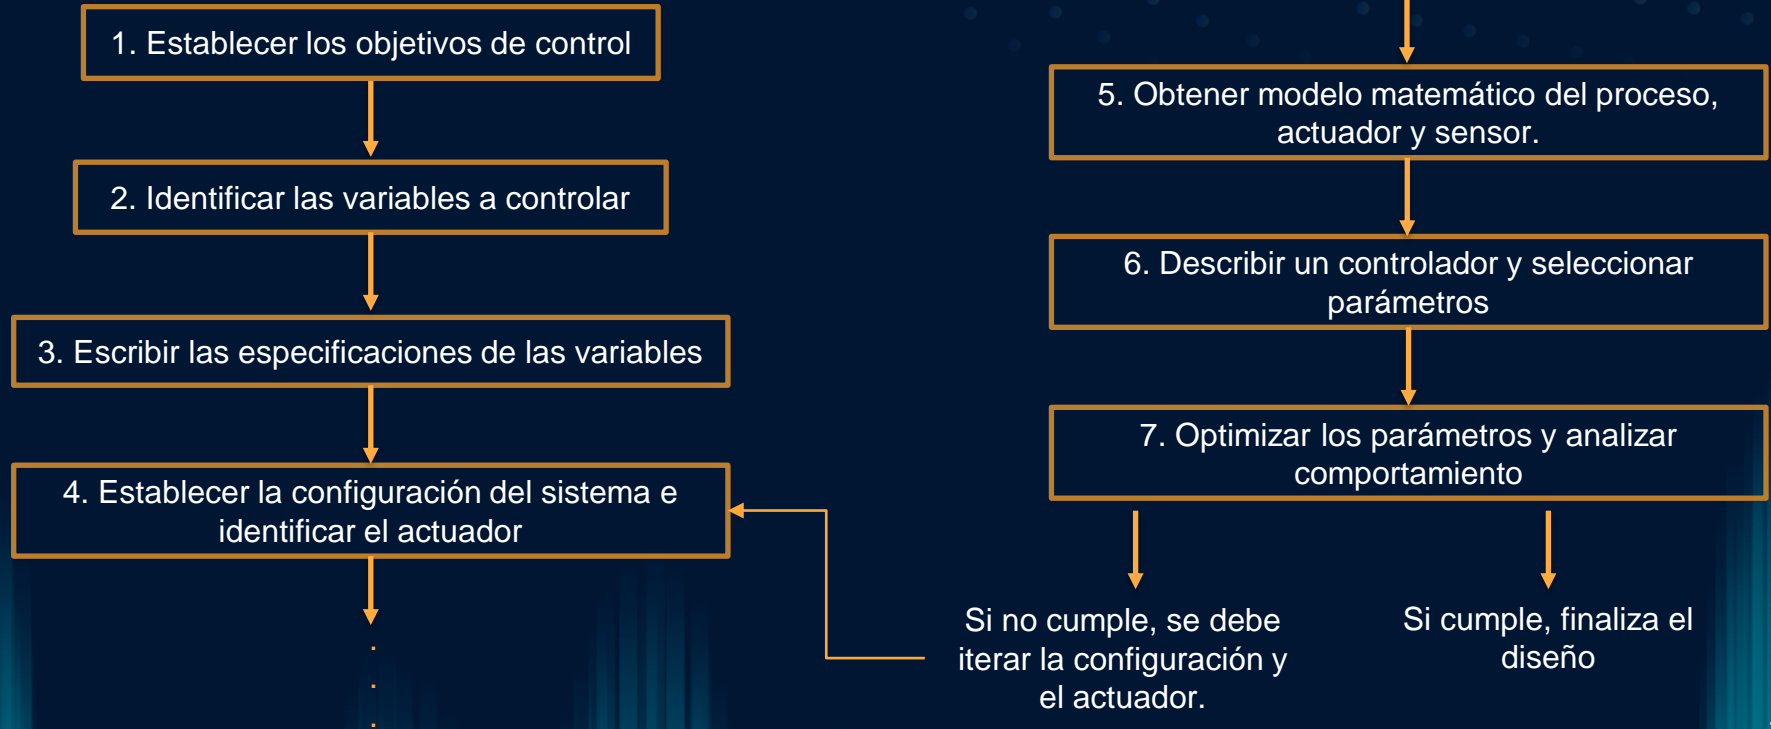 1. Establecer los objetivos de control
2. Identificar las variables a controlar
3. Escribir las especificaciones de las variables
4. Establecer la configuración del sistema e
identificar el actuador
.
.
.
5. Obtener modelo matemático del proceso,
actuador y sensor.
6. Describir un controlador y seleccionar
parámetros
7. Optimizar los parámetros y analizar
comportamiento
Si no cumple, se debe
iterar la configuración y
el actuador.
Si cumple, finaliza el
diseño